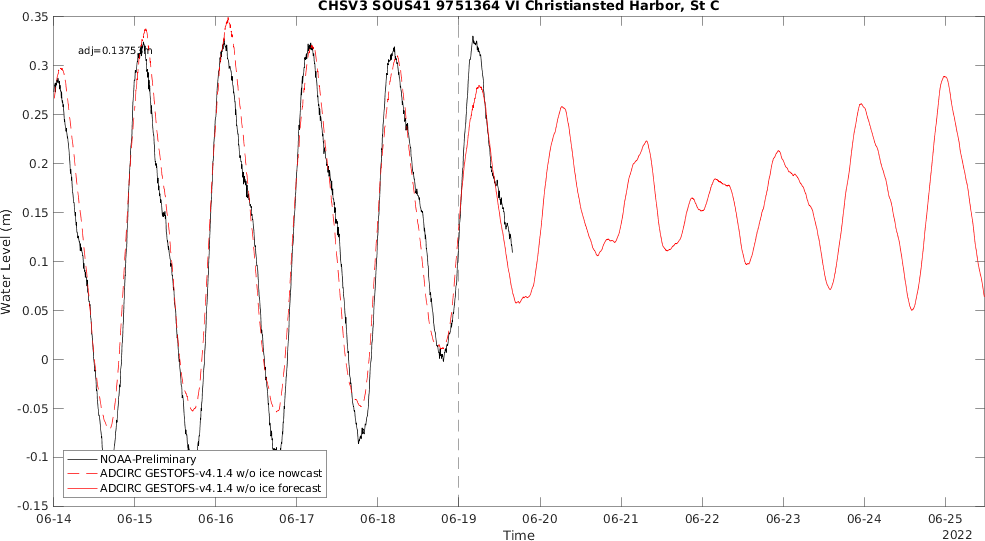 CHSV3 SOUS41 9751364 VI Christiansted Harbor, St C
0.35
0.3
0.25
0.2
0.15
0.1
0.05
0
-0.05
-0.1
-0.15
Water Level (m)
NOAA-Preliminary
ADCIRC GESTOFS-v4.1.4 w/o ice nowcast
ADCIRC GESTOFS-v4.1.4 w/o ice forecast
06-14 06-15 06-16 06-17 06-18 06-19 06-20 06-21 06-22 06-23 06-24 06-25
Time
2022